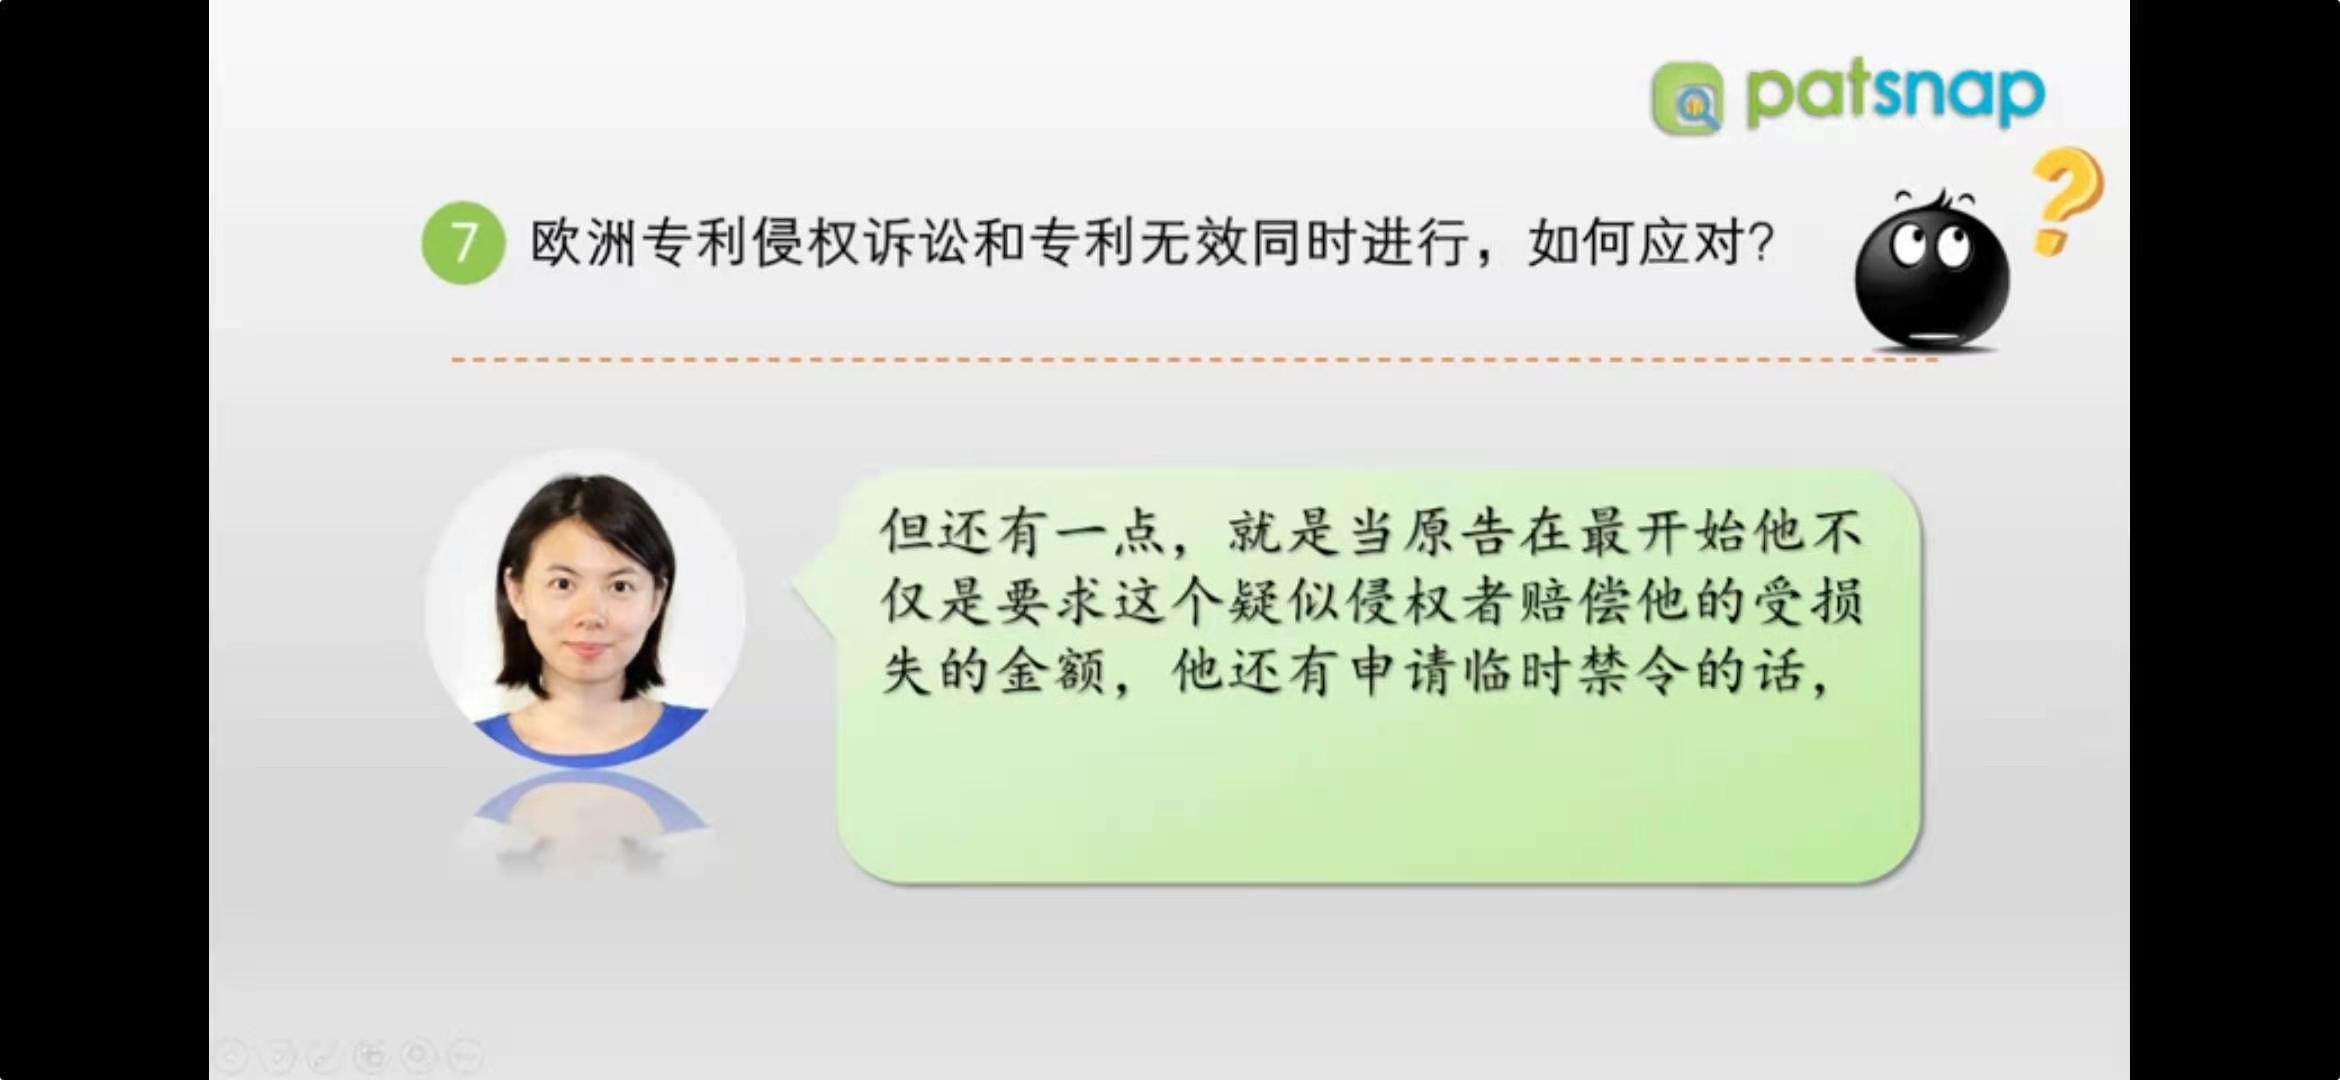 patsnap
7 欧洲专利侵权诉讼和专利无效同时进行，如何应对?
但还有一点，就是当原告在最开始他不
仅是要求这个疑似侵权者赔偿他的受损
失的金额，他还有申请临时禁令的话，